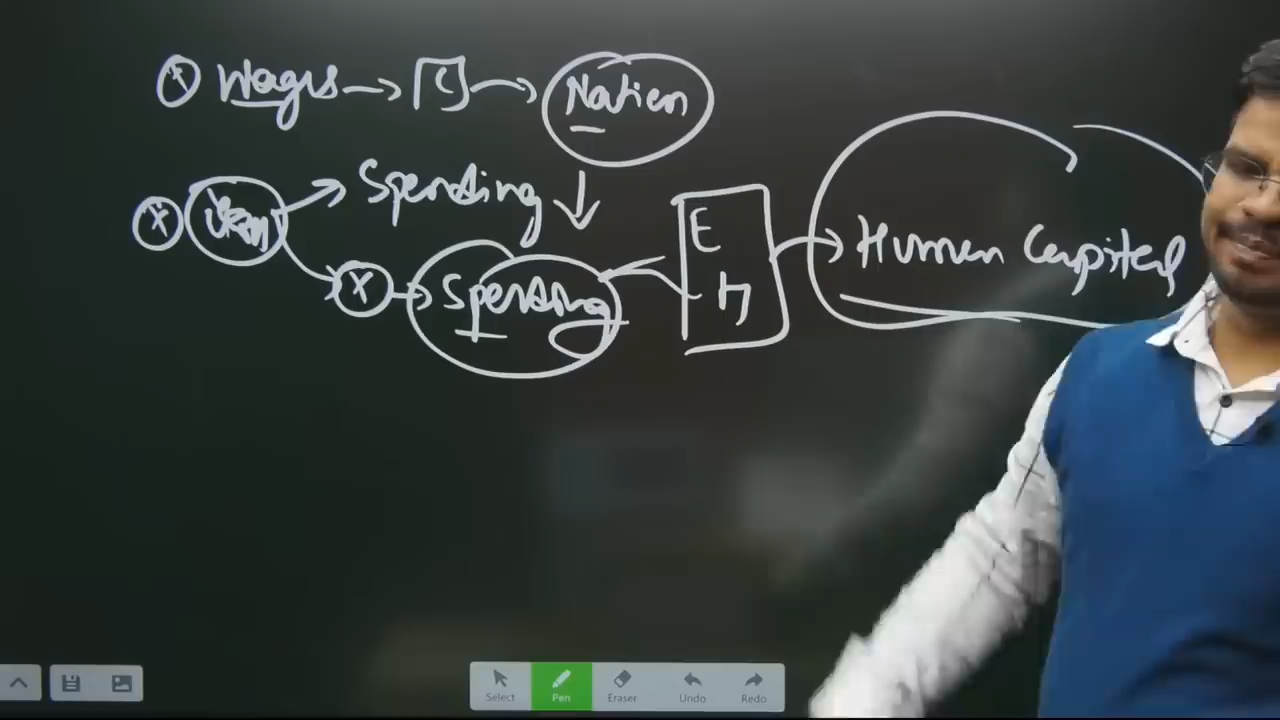 x Wages → [ ( ] → Nation
Spending
x
x → Spending
E
h
Human Capital
Select
Pen
Eraser
Undo
Redo